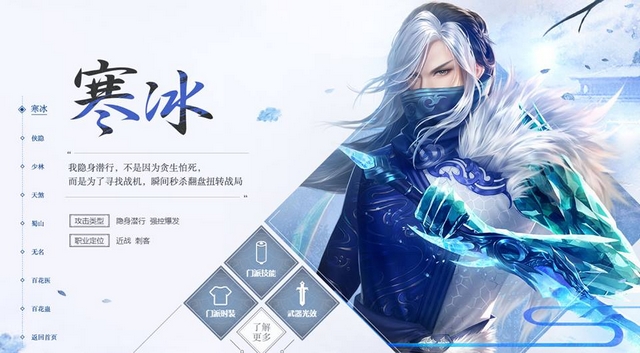 寒冰
寒冰
侠隐
少林
天煞
蜀山
无名
百花医
百花蛊
返回首页
我隐身潜行，不是因为贪生怕死，
而是为了寻找战机，瞬间秒杀翻盘扭转战局
攻击类型 隐身潜行 强控爆发
职业定位 近战 刺客
门派技能
门派时装
武器光效
了解
更多